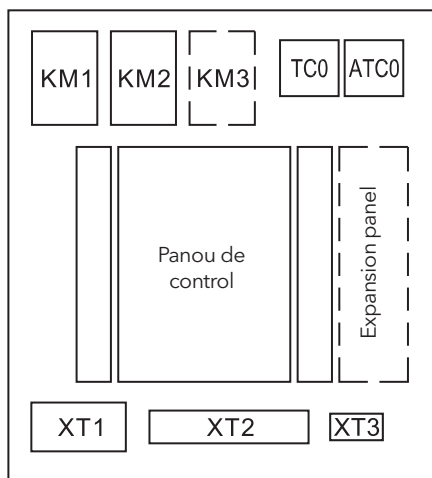 KM1 KM2 KM3 TC0 ATC0
Panou de
control
Expansion panel
XT1 XT2 XT3